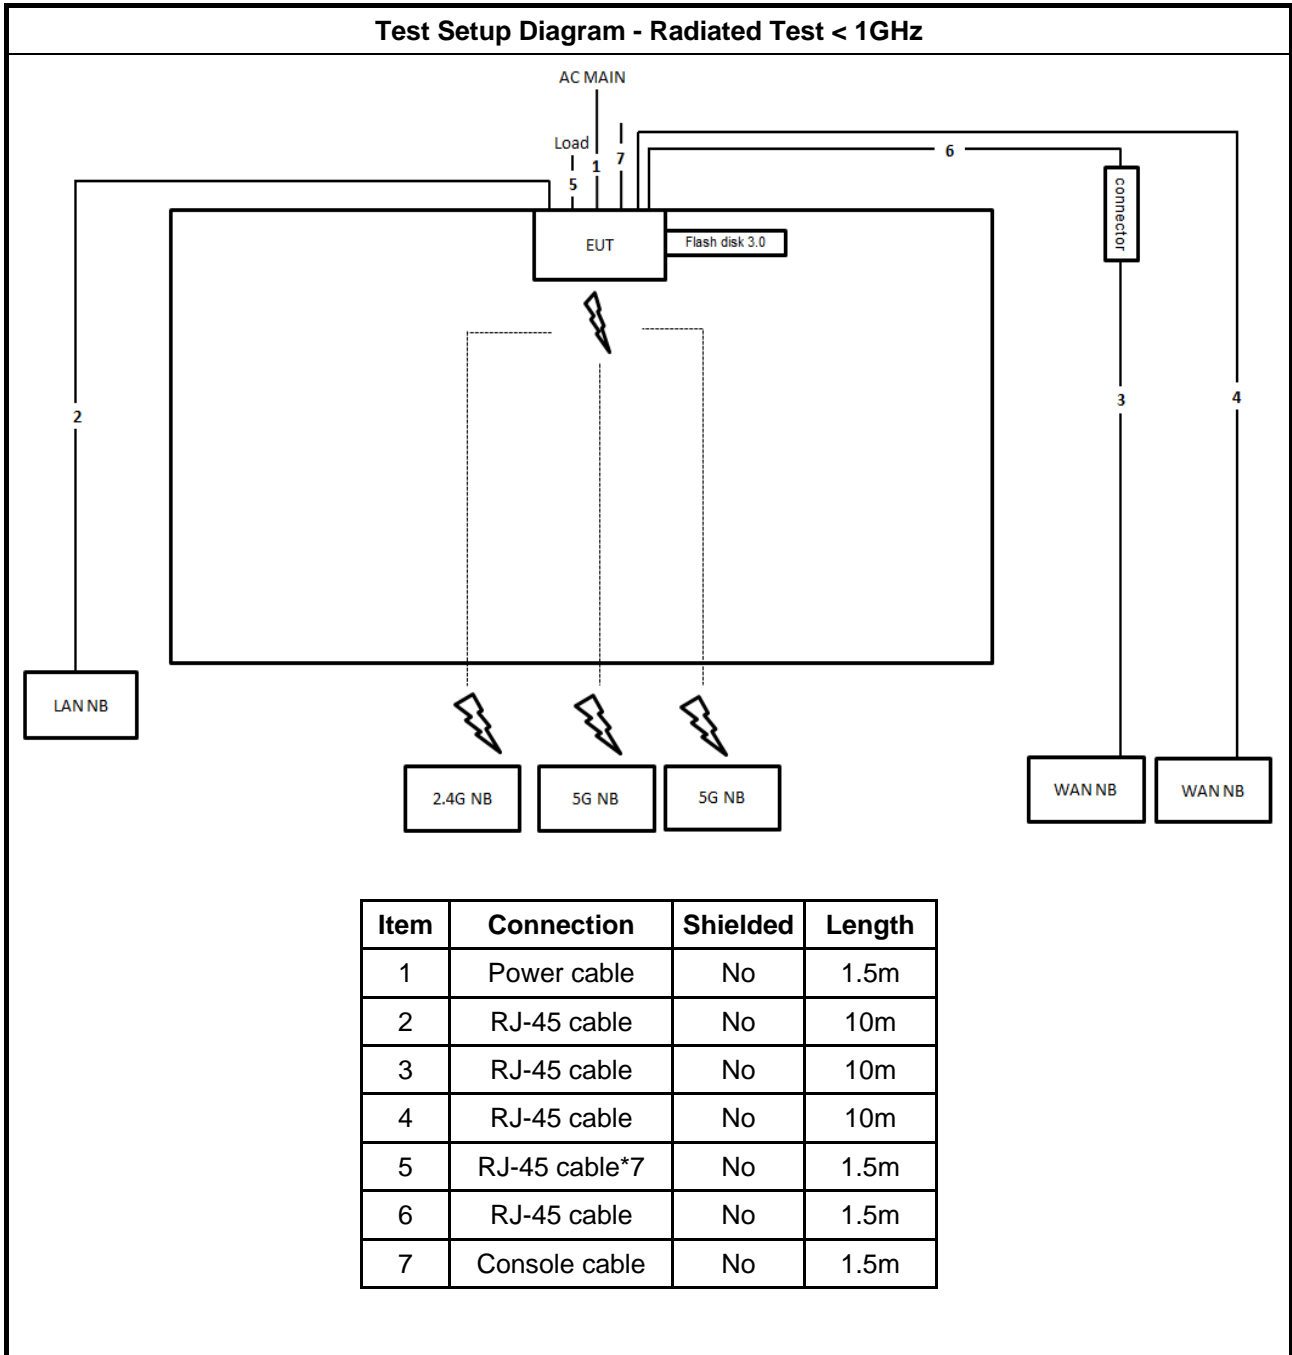 Test Setup Diagram - Radiated Test < 1GHz
AC MAIN
Load
1
7
5
6
connector
EUT
Flash disk 3.0
2
3
4
LAN NB
2.4G NB
5G NB
5G NB
WAN NB
WAN NB
Item Connection Shielded Length
1 Power cable No 1.5m
2 RJ-45 cable No 10m
3 RJ-45 cable No 10m
4 RJ-45 cable No 10m
5 RJ-45 cable*7 No 1.5m
6 RJ-45 cable No 1.5m
7 Console cable No 1.5m